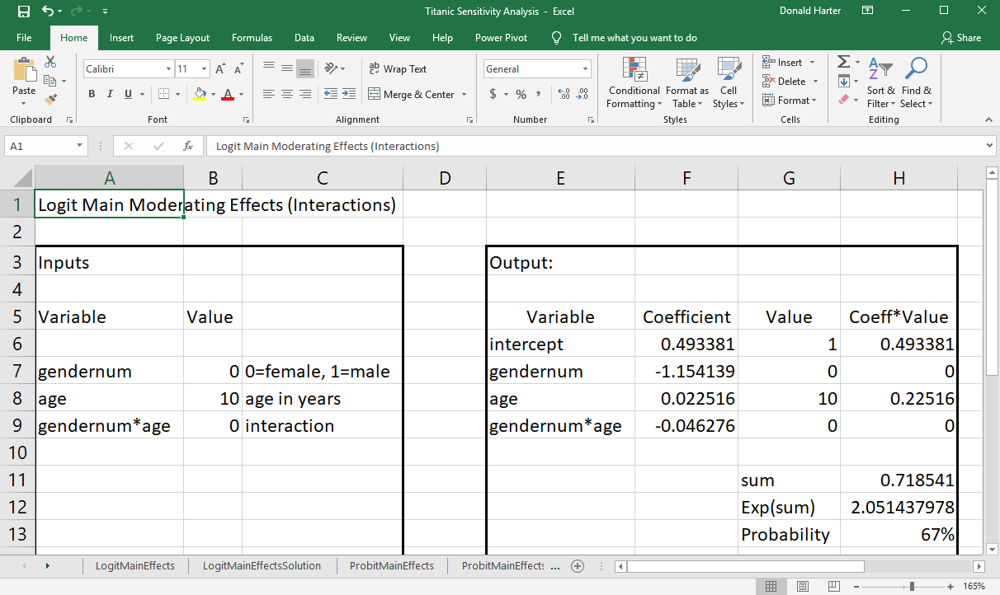 Titanic Sensitivity Analysis - Excel
Donald Harter
File Home Insert Page Layout Formulas Data Review View Help Power Pivot Tell me what you want to do Share
Calibri 11 Wrap Text General Insert
Paste Conditional Format as Cell Delete Sort & Find &
B I U Merge & Center $ % , Formatting Table Styles Format Filter Select
Clipboard Font Alignment Number Styles Cells Editing
A1 fx Logit Main Moderating Effects (Interactions)
A B C D E F G H
1 Logit Main Moderating Effects (Interactions)
2
3 Inputs Output:
4
5 Variable Value Variable Coefficient Value Coeff*Value
6 intercept 0.493381 1 0.493381
7 gendernum 0 0=female, 1=male gendernum -1.154139 0 0
8 age 10 age in years age 0.022516 10 0.22516
9 gendernum*age 0 interaction gendernum*age -0.046276 0 0
10
11 sum 0.718541
12 Exp(sum) 2.051437978
13 Probability 67%
LogitMainEffects LogitMainEffectsSolution ProbitMainEffects ProbitMainEffects ...
165%